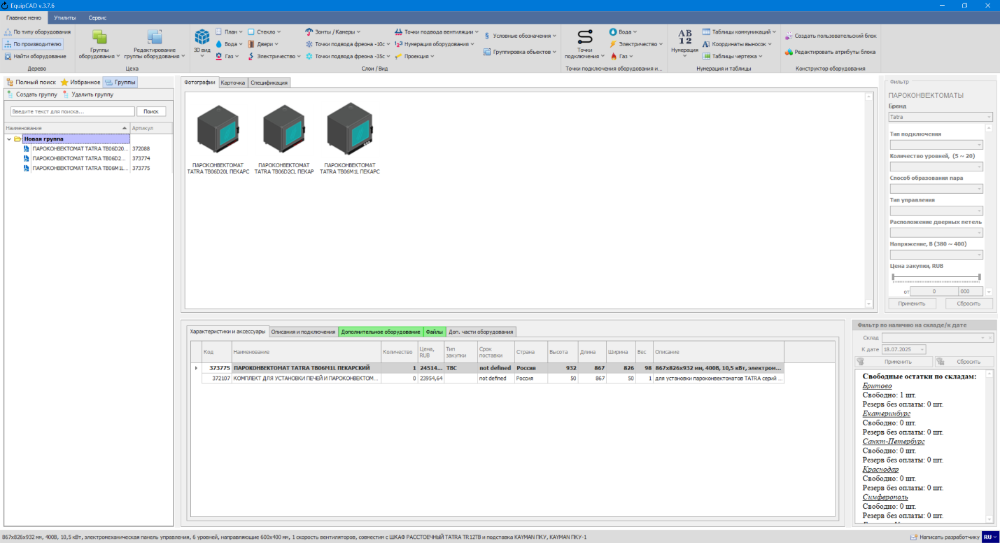 EquipCAD v.3.7.6
Главное меню Утилиты Сервис
По типу оборудования
По производителю
Найти оборудование
Дерево
Группы оборудования
Редактирование группы оборудования
Цеха
3D вид
План
Вода
Газ
Стекло
Двери
Электричество
Зонты / Камеры
Точки подвода фреона -10с
Точки подвода фреона -35с
Точки подвода вентиляции
Нумерация оборудования
Проекция
Условные обозначения
Группировка объектов
Слои / Вид
Точки подключения
Вода
Электричество
Газ
Точки подключения оборудования и...
AB
12
Нумерация
Таблицы коммуникаций
Координаты выносок
Таблицы чертежа
Нумерация и таблицы
Создать пользовательский блок
Редактировать атрибуты блока
Конструктор оборудования
Полный поиск Избранное Группы
Создать группу Удалить группу
Введите текст для поиска... Поиск
Наименование Артикул
Новая группа
ПАРОКОНВЕКТОМАТ TATRA TB06D20... 372088
ПАРОКОНВЕКТОМАТ TATRA TB06D2... 373774
ПАРОКОНВЕКТОМАТ TATRA TB06M1L... 373775
Фотографии Карточка Спецификация
ПАРОКОНВЕКТОМАТ
TATRA TB06D20L ПЕКАРС
ПАРОКОНВЕКТОМАТ
TATRA TB06D2CL ПЕКАР
ПАРОКОНВЕКТОМАТ
TATRA TB06M1L ПЕКАРС
Фильтр
ПАРОКОНВЕКТОМАТЫ
Бренд
Tatra
Тип подключения
Количество уровней, (5 ~ 20)
Способ образования пара
Тип управления
Расположение дверных петель
Напряжение, В (380 ~ 400)
Цена закупки, RUB
от 0 000
Применить Сбросить
Характеристики и аксессуары Описания и подключения Дополнительное оборудование Файлы Доп. части оборудования
Код Наименование Количество Цена, RUB Тип закупки Срок поставки Страна Высота Длина Ширина Вес Описание
373775 ПАРОКОНВЕКТОМАТ TATRA TB06M1L ПЕКАРСКИЙ 1 24514... ТВС not defined Россия 932 867 826 98 867x826x932 мм, 400В, 10,5 кВт, электром...
372107 КОМПЛЕКТ ДЛЯ УСТАНОВКИ ПЕЧЕЙ И ПАРОКОНВЕКТОМ... 0 23954,64 not defined Россия 50 867 50 1 для установки пароконвектоматов TATRA серий ...
Фильтр по наличию на складе/к дате
Склад
К дате 18.07.2025
Применить Сбросить
Свободные остатки по складам:
Бритово
Свободно: 1 шт.
Резерв без оплаты: 0 шт.
Екатеринбург
Свободно: 0 шт.
Резерв без оплаты: 0 шт.
Санкт-Петербург
Свободно: 0 шт.
Резерв без оплаты: 0 шт.
Краснодар
Свободно: 0 шт.
Резерв без оплаты: 0 шт.
Симферополь
Свободно: 0 шт.
Резерв без оплаты: 0 шт.
867x826x932 мм, 400В, 10,5 кВт, электромеханическая панель управления, 6 уровней, направляющие 600x400 мм, 1 скорость вентиляторов, совместим с ШКАФ РАССТОЕЧНЫЙ TATRA TR12TB и подставка KAYMAN ПКУ, KAYMAN ПКУ-1
Написать разработчику RU